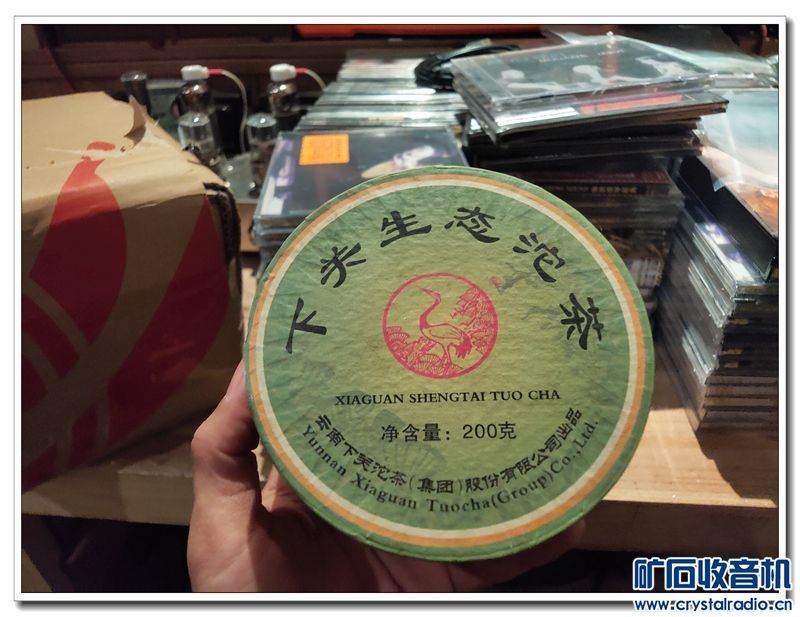 下关生态沱茶
XIAGUAN SHENGTAI TUO CHA
净含量：200克
云南下关沱茶（集团）股份有限公司出品
Yunnan Xiaguan Tuocha(Group)Co.,Ltd.
矿石收音机
www.crystalradio.cn